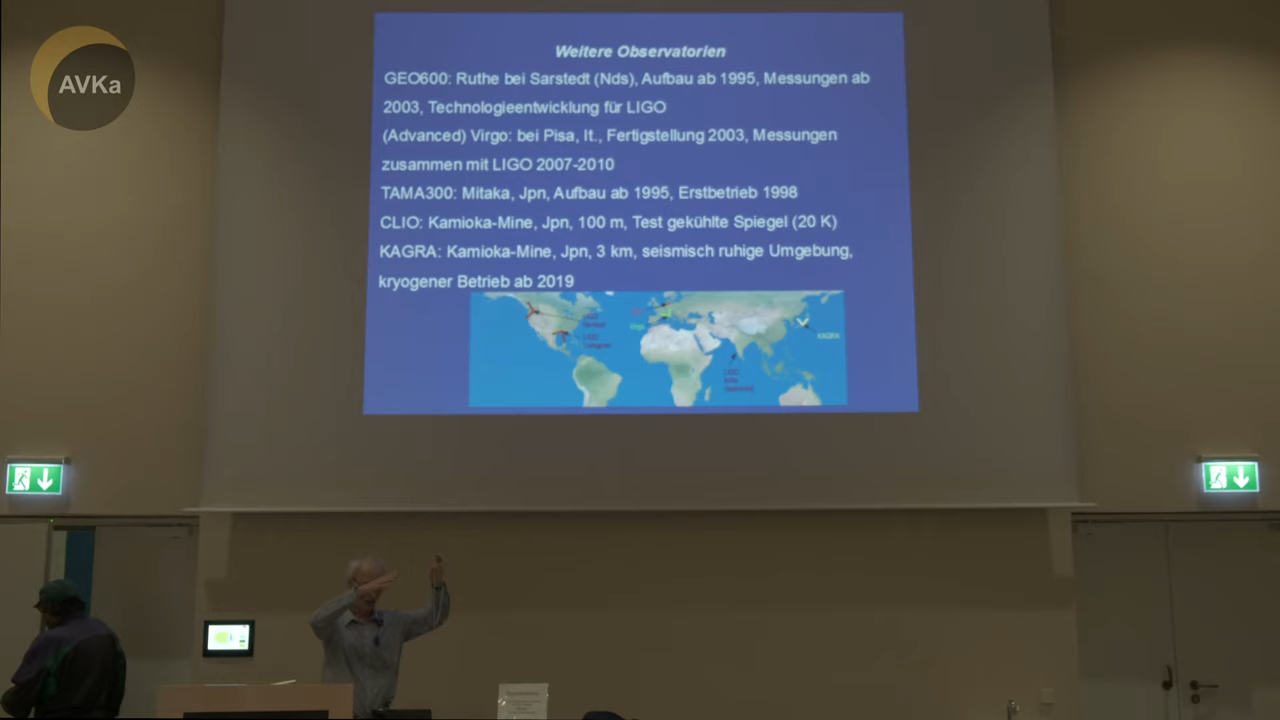 AVKa
Weitere Observatorien
GEO600: Ruthe bei Sarstedt (Nds), Aufbau ab 1995, Messungen ab
2003, Technologieentwicklung für LIGO
(Advanced) Virgo: bei Pisa, It., Fertigstellung 2003, Messungen
zusammen mit LIGO 2007-2010
TAMA300: Mitaka, Jpn, Aufbau ab 1995, Erstbetrieb 1998
CLIO: Kamioka-Mine, Jpn, 100 m, Test gekühlte Spiegel (20 K)
KAGRA: Kamioka-Mine, Jpn, 3 km, seismisch ruhige Umgebung,
kryogener Betrieb ab 2019
LIGO
LIGO
KAGRA
LIGO